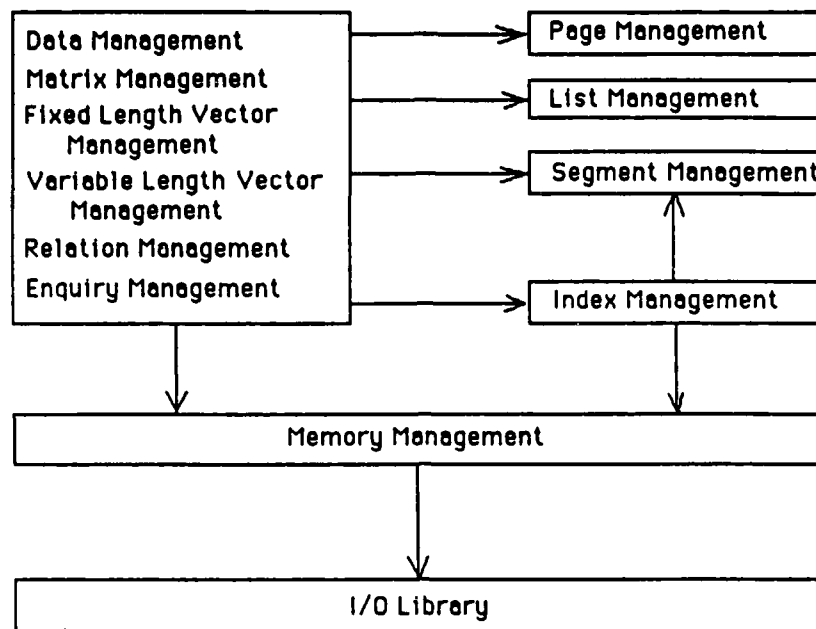 Data Management
Matrix Management
Fixed Length Vector
Management
Variable Length Vector
Management
Relation Management
Enquiry Management
Page Management
List Management
Segment Management
Index Management
Memory Management
I/O Library